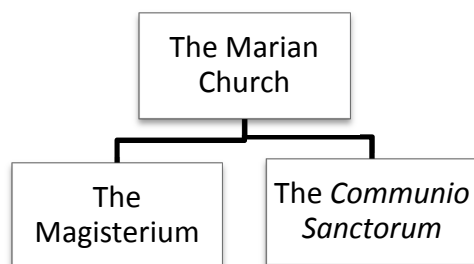 The Marian
Church
The
Magisterium
The Communio
Sanctorum